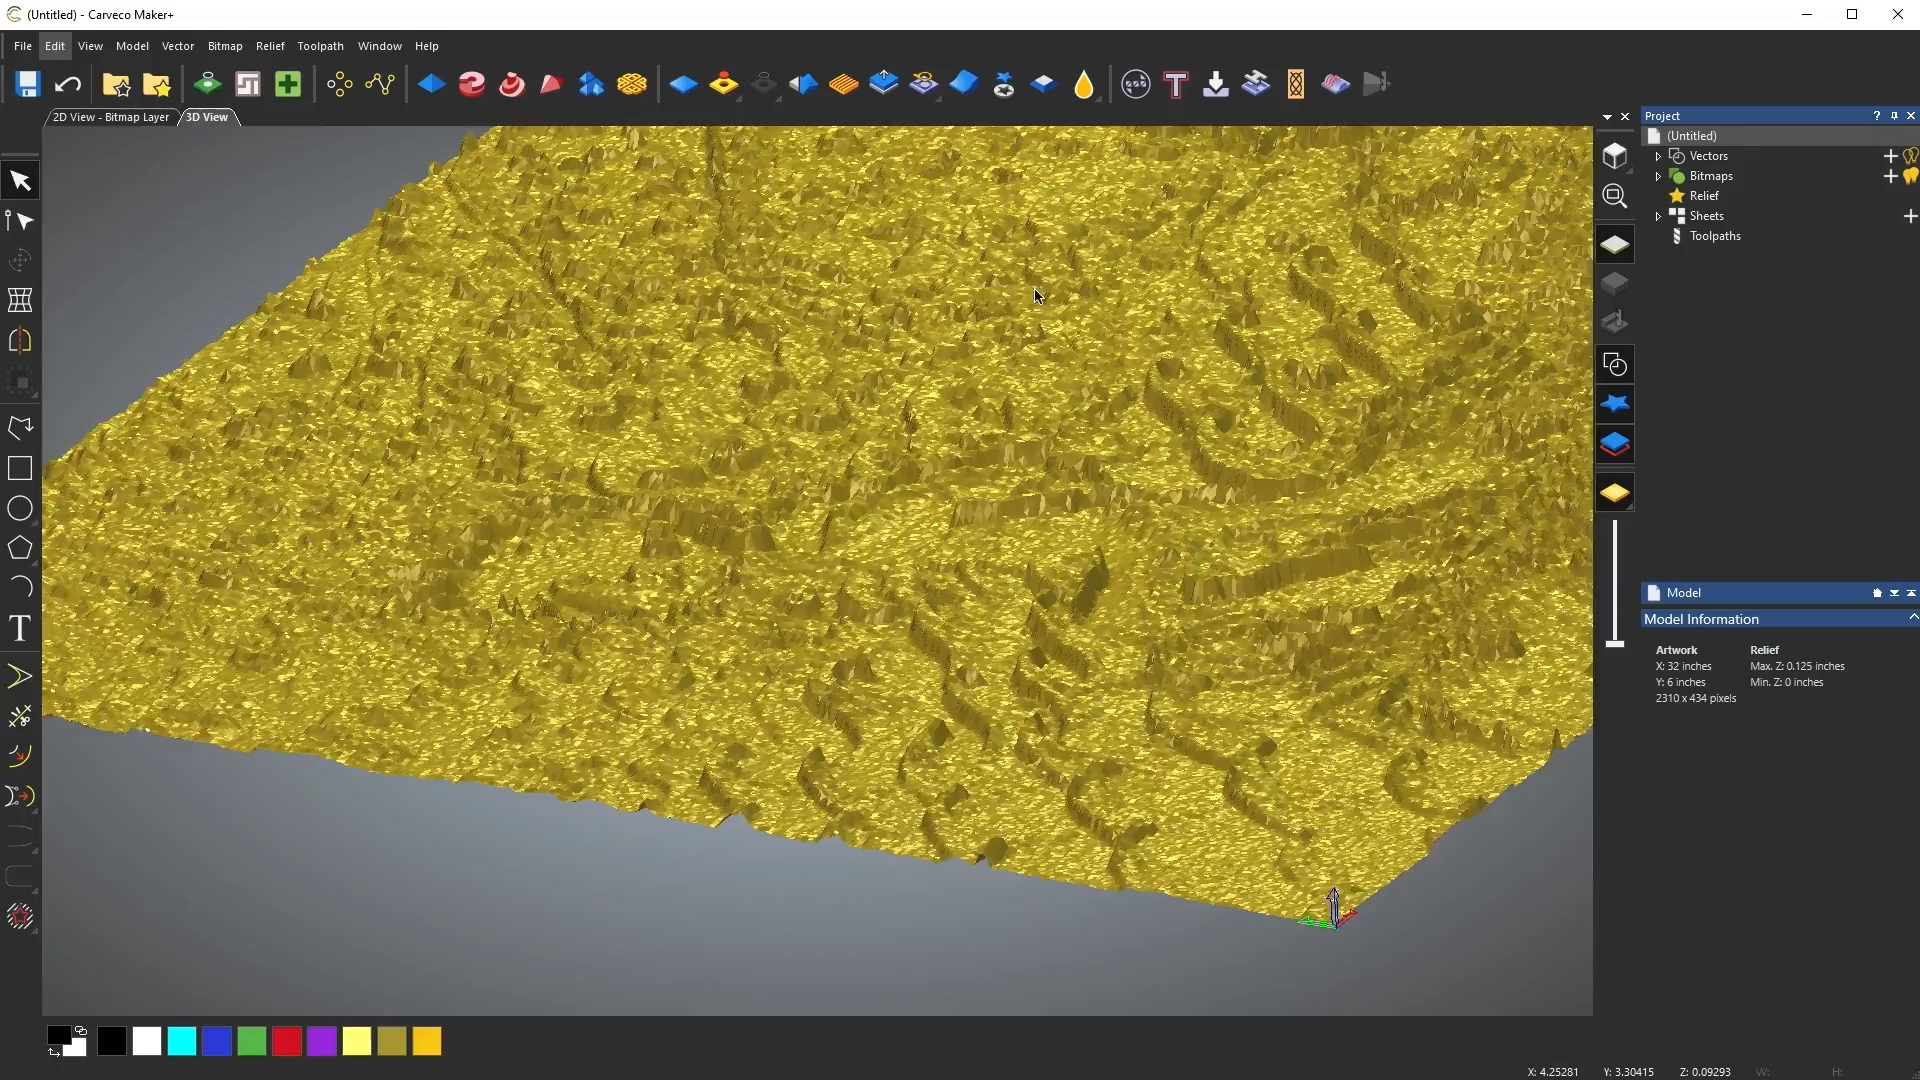 (Untitled) - Carveco Maker+
File Edit View Model Vector Bitmap Relief Toolpath Window Help
2D View - Bitmap Layer
3D View
Project
(Untitled)
Vectors
Bitmaps
Relief
Sheets
Toolpaths
Model
Model Information
Artwork Relief
X: 32 inches Max. Z: 0.125 inches
Y: 6 inches Min. Z: 0 inches
2310 x 434 pixels
X: 4.25281 Y: 3.30415 Z: 0.09293 W: H: